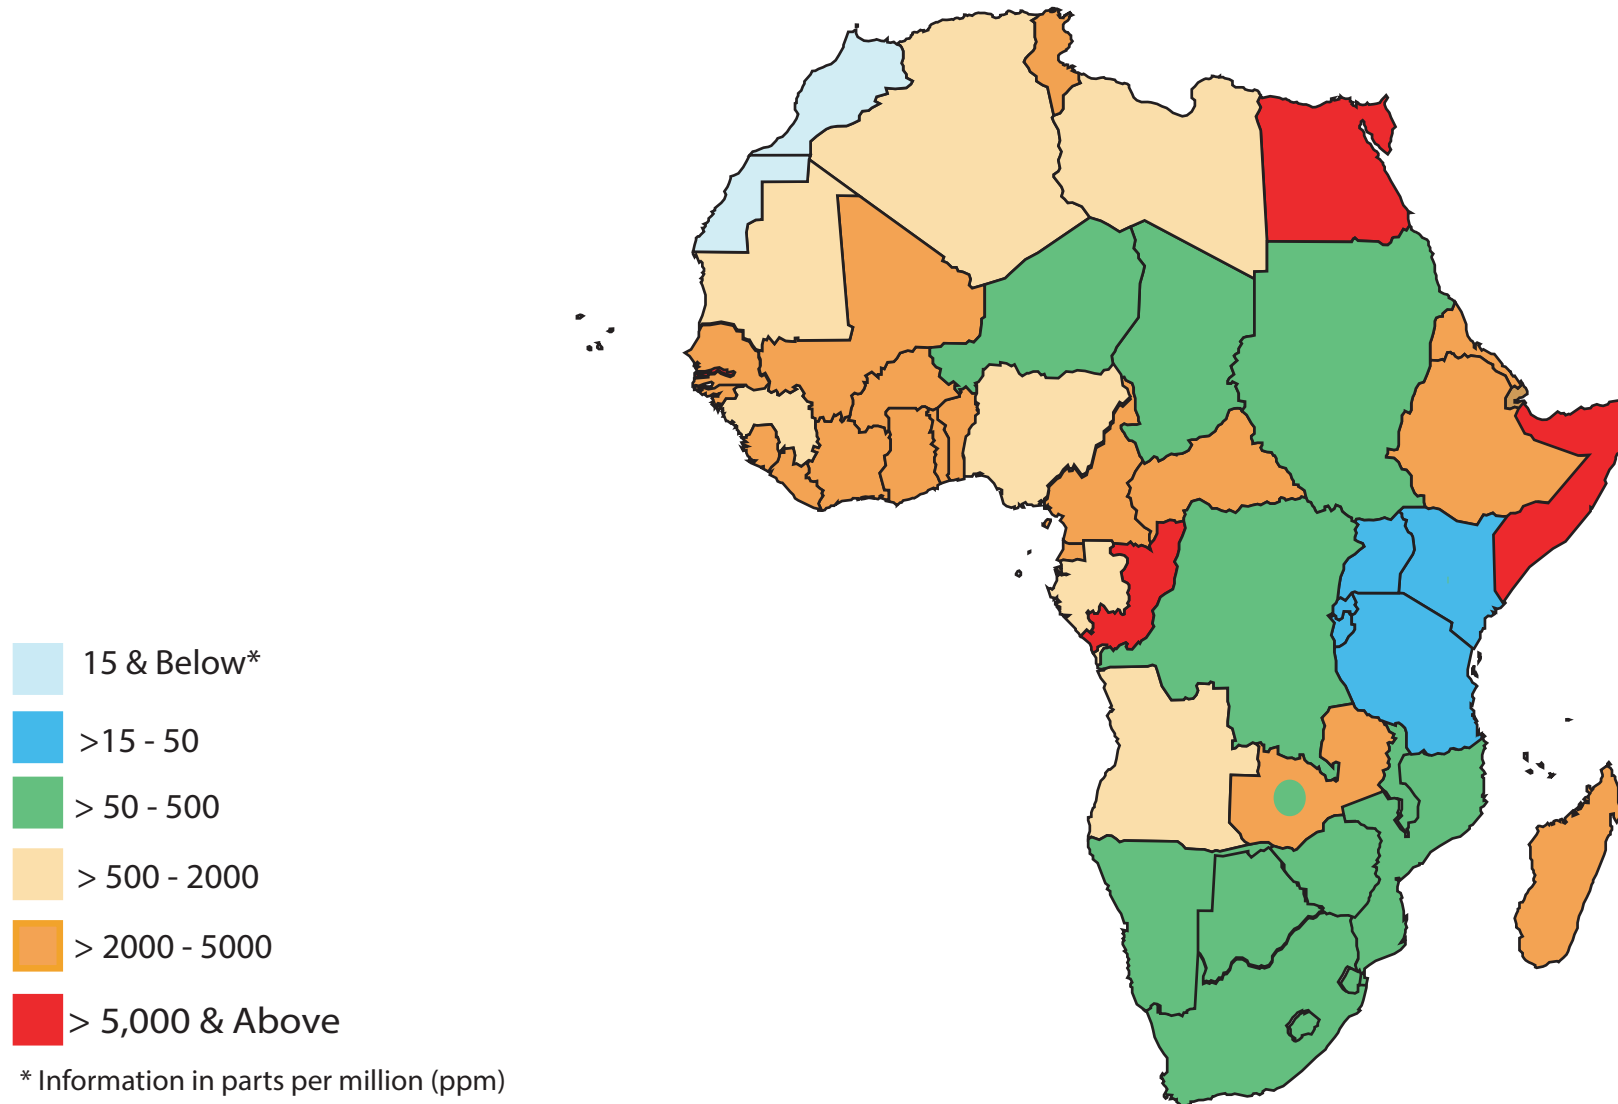 15 & Below*
>15 - 50
> 50 - 500
> 500 - 2000
> 2000 - 5000
> 5,000 & Above
* Information in parts per million (ppm)